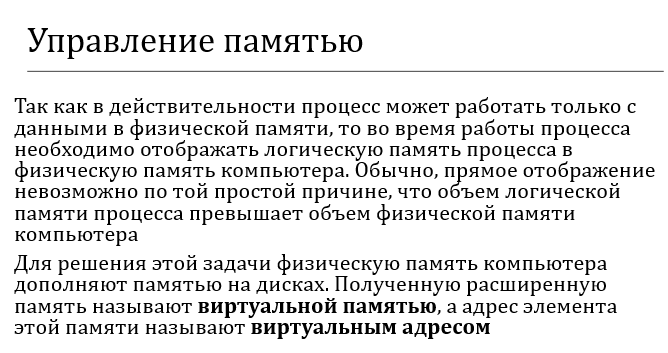 Управление памятью
Так как в действительности процесс может работать только с
данными в физической памяти, то во время работы процесса
необходимо отображать логическую память процесса в
физическую память компьютера. Обычно, прямое отображение
невозможно по той простой причине, что объем логической
памяти процесса превышает объем физической памяти
компьютера
Для решения этой задачи физическую память компьютера
дополняют памятью на дисках. Полученную расширенную
память называют виртуальной памятью, а адрес элемента
этой памяти называют виртуальным адресом